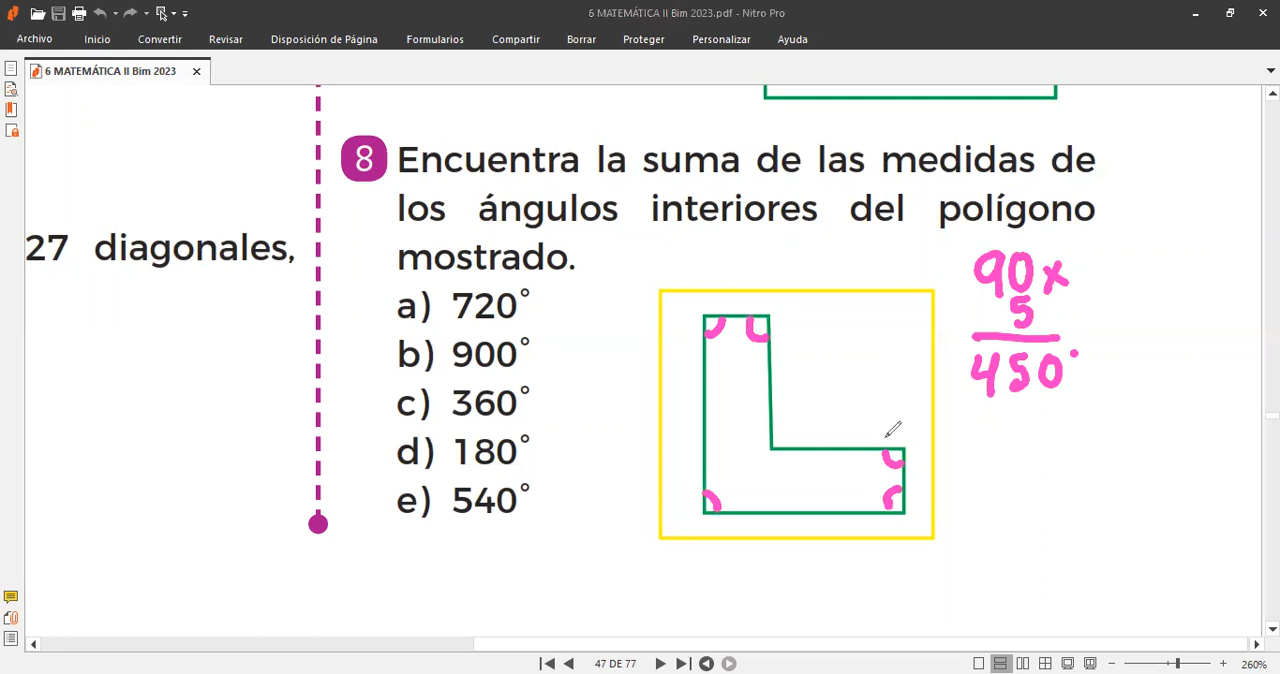 6 MATEMÁTICA II Bim 2023.pdf - Nitro Pro
Archivo Inicio Convertir Revisar Disposición de Página Formularios Compartir Borrar Proteger Personalizar Ayuda
6 MATEMÁTICA II Bim 2023
27 diagonales,
8 Encuentra la suma de las medidas de
los ángulos interiores del polígono
mostrado.
a) 720°
b) 900°
c) 360°
d) 180°
e) 540°
90x
5
450°
47 DE 77
260%